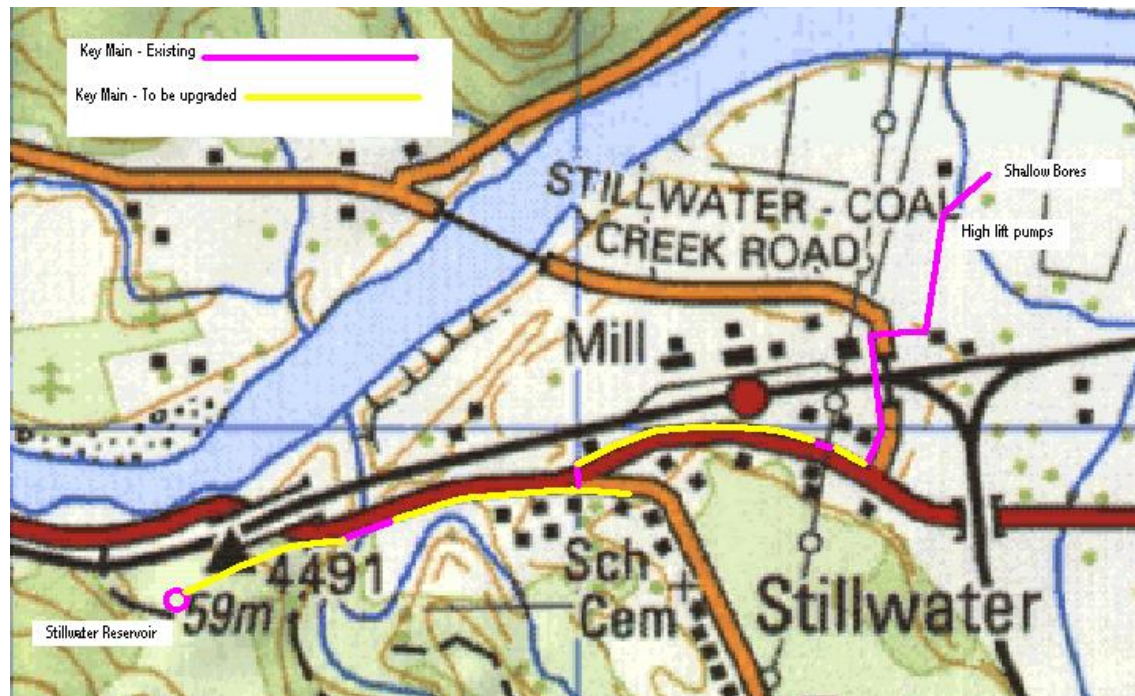 Key Main - Existing
Key Main - To be upgraded
Shallow Bores
STILLWATER - COAL
High lift pumps
CREEK ROAD
Mill
4491
Sch
59m
Cem
Stillwater
Stillwater Reservoir